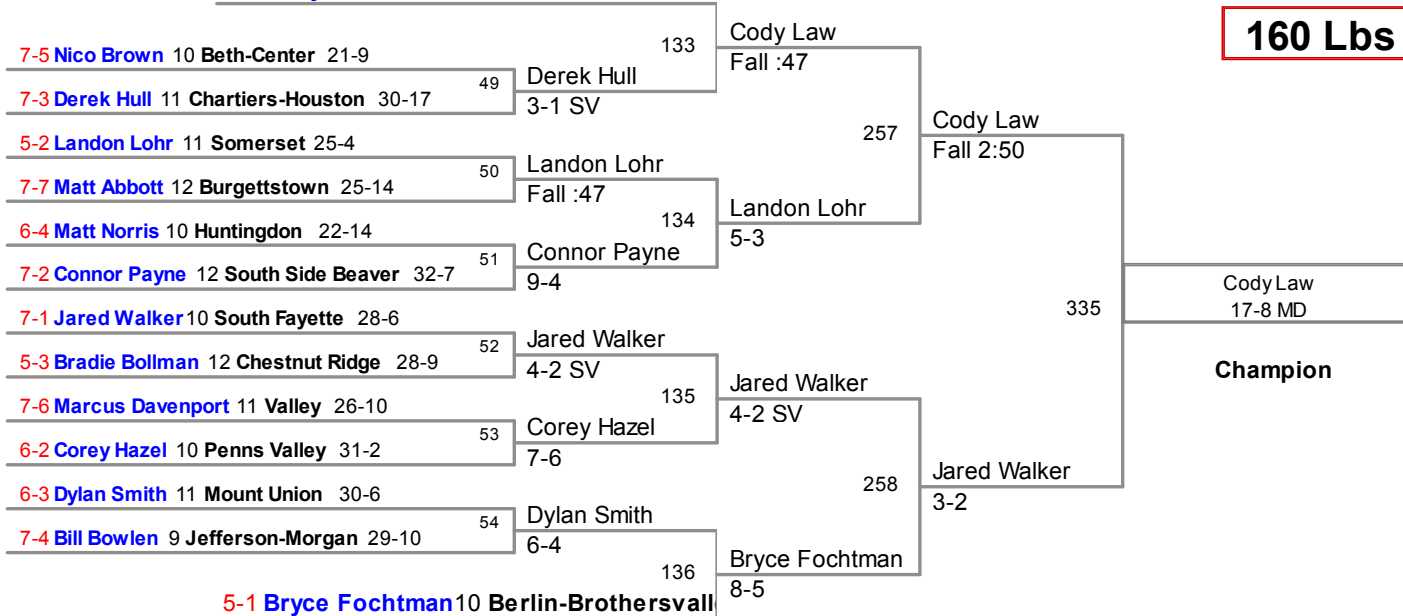 160 Lbs
7-5 Nico Brown 10 Beth-Center 21-9
7-3 Derek Hull 11 Chartiers-Houston 30-17
49
Derek Hull
3-1 SV
133
Cody Law
Fall :47
5-2 Landon Lohr 11 Somerset 25-4
7-7 Matt Abbott 12 Burgettstown 25-14
50
Landon Lohr
Fall :47
6-4 Matt Norris 10 Huntingdon 22-14
7-2 Connor Payne 12 South Side Beaver 32-7
51
Connor Payne
9-4
134
Landon Lohr
5-3
257
Cody Law
Fall 2:50
7-1 Jared Walker 10 South Fayette 28-6
5-3 Bradie Bollman 12 Chestnut Ridge 28-9
52
Jared Walker
4-2 SV
7-6 Marcus Davenport 11 Valley 26-10
6-2 Corey Hazel 10 Penns Valley 31-2
53
Corey Hazel
7-6
135
Jared Walker
4-2 SV
6-3 Dylan Smith 11 Mount Union 30-6
7-4 Bill Bowlen 9 Jefferson-Morgan 29-10
54
Dylan Smith
6-4
136
5-1 Bryce Fochtman 10 Berlin-Brothersvall
Bryce Fochtman
8-5
258
Jared Walker
3-2
335
Cody Law
17-8 MD
Champion